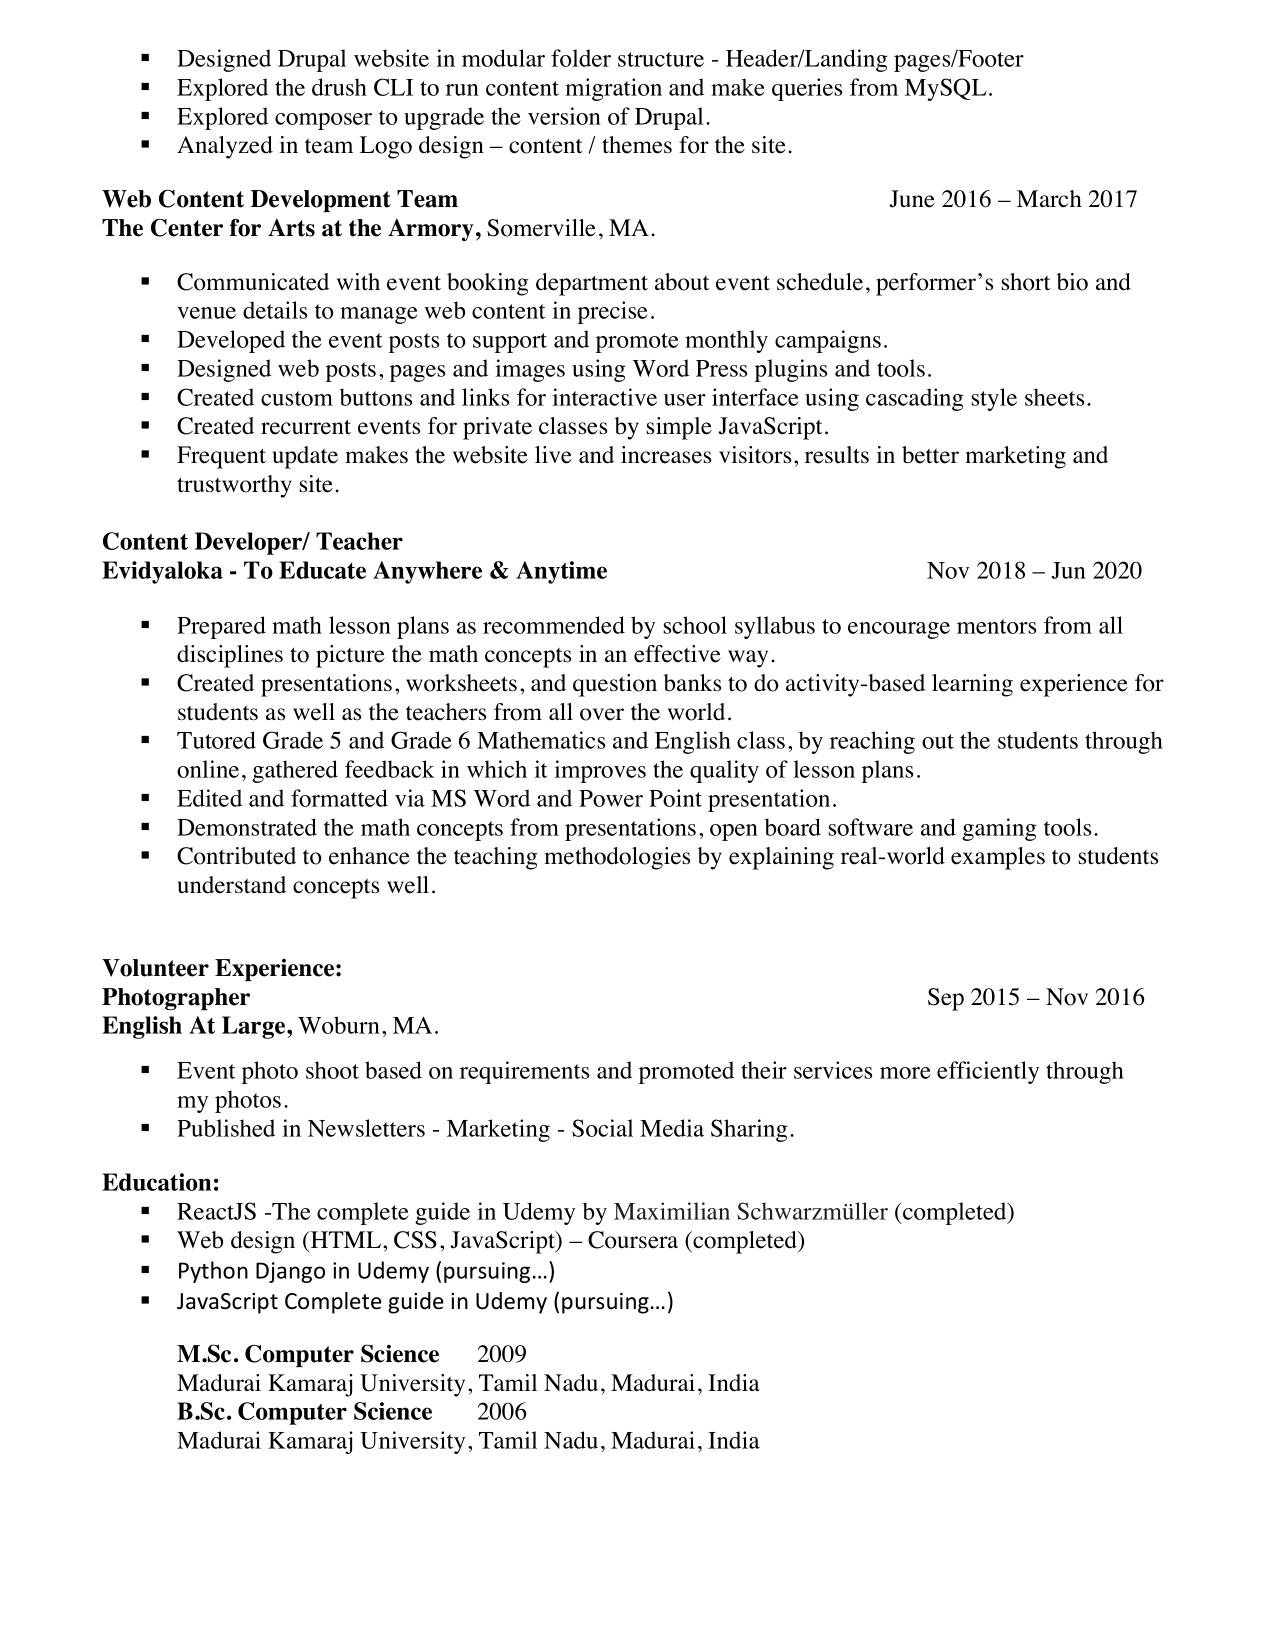 ▪ Designed Drupal website in modular folder structure - Header/Landing pages/Footer
▪ Explored the drush CLI to run content migration and make queries from MySQL.
▪ Explored composer to upgrade the version of Drupal.
▪ Analyzed in team Logo design – content / themes for the site.
Web Content Development Team June 2016 – March 2017
The Center for Arts at the Armory, Somerville, MA.
▪ Communicated with event booking department about event schedule, performer’s short bio and
venue details to manage web content in precise.
▪ Developed the event posts to support and promote monthly campaigns.
▪ Designed web posts, pages and images using Word Press plugins and tools.
▪ Created custom buttons and links for interactive user interface using cascading style sheets.
▪ Created recurrent events for private classes by simple JavaScript.
▪ Frequent update makes the website live and increases visitors, results in better marketing and
trustworthy site.
Content Developer/ Teacher
Evidyaloka - To Educate Anywhere & Anytime Nov 2018 – Jun 2020
▪ Prepared math lesson plans as recommended by school syllabus to encourage mentors from all
disciplines to picture the math concepts in an effective way.
▪ Created presentations, worksheets, and question banks to do activity-based learning experience for
students as well as the teachers from all over the world.
▪ Tutored Grade 5 and Grade 6 Mathematics and English class, by reaching out the students through
online, gathered feedback in which it improves the quality of lesson plans.
▪ Edited and formatted via MS Word and Power Point presentation.
▪ Demonstrated the math concepts from presentations, open board software and gaming tools.
▪ Contributed to enhance the teaching methodologies by explaining real-world examples to students
understand concepts well.
Volunteer Experience:
Photographer Sep 2015 – Nov 2016
English At Large, Woburn, MA.
▪ Event photo shoot based on requirements and promoted their services more efficiently through
my photos.
▪ Published in Newsletters - Marketing - Social Media Sharing.
Education:
▪ ReactJS -The complete guide in Udemy by Maximilian Schwarzmüller (completed)
▪ Web design (HTML, CSS, JavaScript) – Coursera (completed)
▪ Python Django in Udemy (pursuing…)
▪ JavaScript Complete guide in Udemy (pursuing…)
M.Sc. Computer Science 2009
Madurai Kamaraj University, Tamil Nadu, Madurai, India
B.Sc. Computer Science 2006
Madurai Kamaraj University, Tamil Nadu, Madurai, India